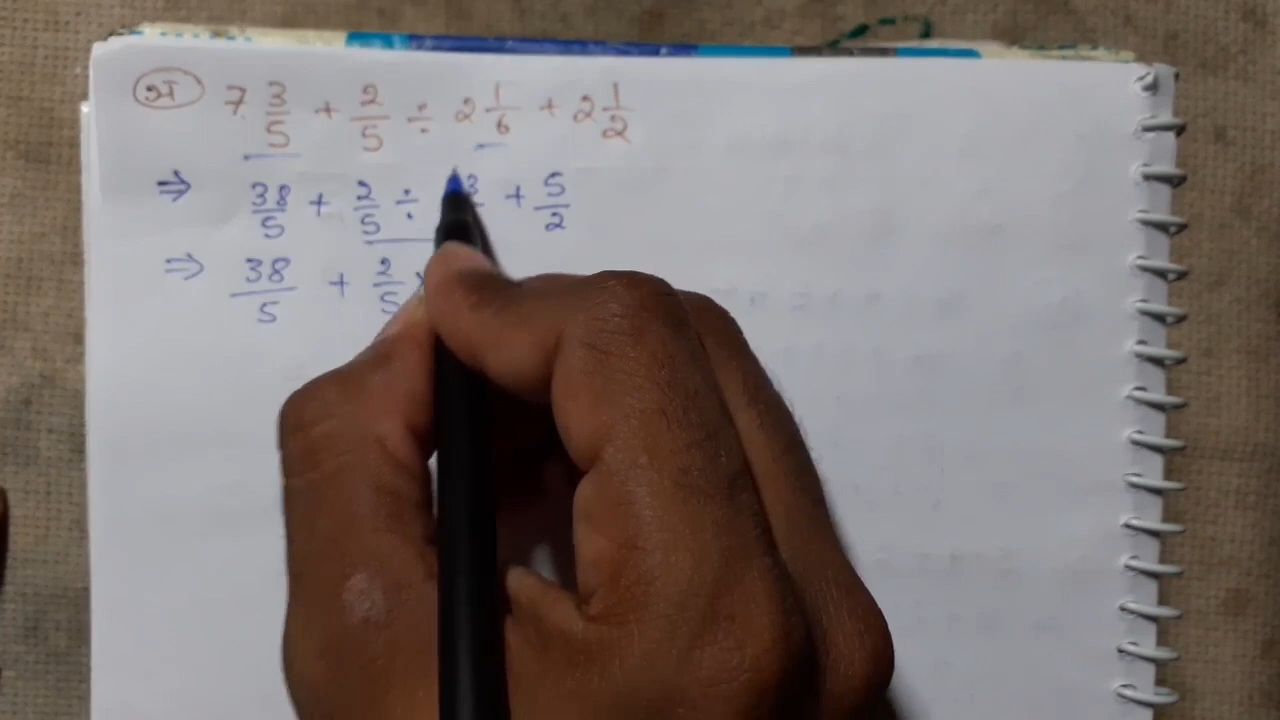 7 3/5 + 2/5 ÷ 2 1/6 + 2 1/2
⇒ 38/5 + 2/5 ÷ 3 + 5/2
⇒ 38/5 + 2/5